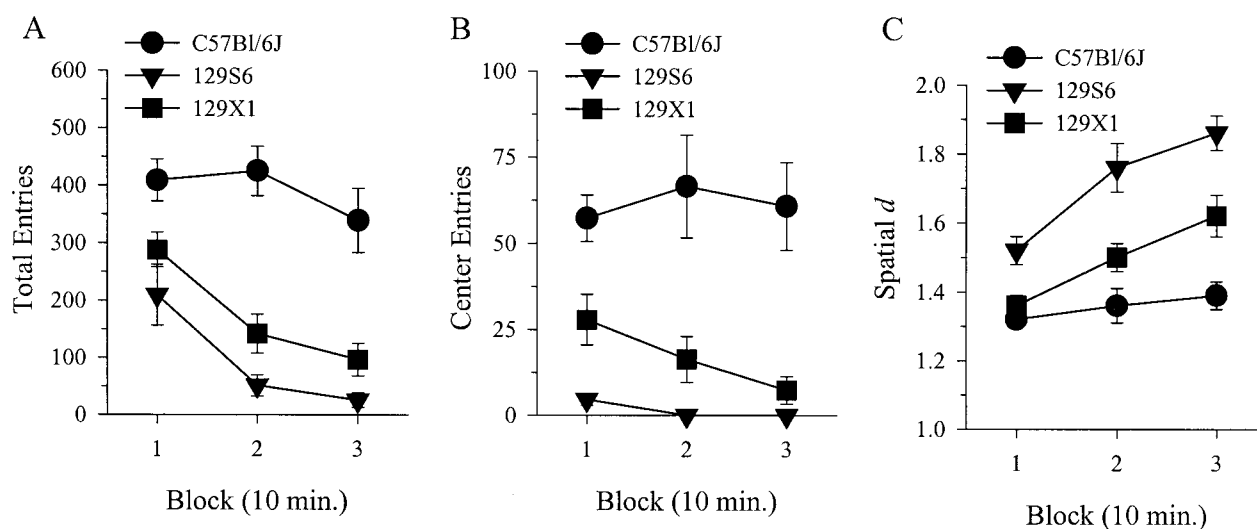 A
C57Bl/6J
129S6
129X1
Total Entries
600
500
400
300
200
100
0
1
2
3
Block (10 min.)
B
C57Bl/6J
129S6
129X1
Center Entries
100
75
50
25
0
1
2
3
Block (10 min.)
C
C57Bl/6J
129S6
129X1
Spatial d
2.0
1.8
1.6
1.4
1.2
1.0
1
2
3
Block (10 min.)